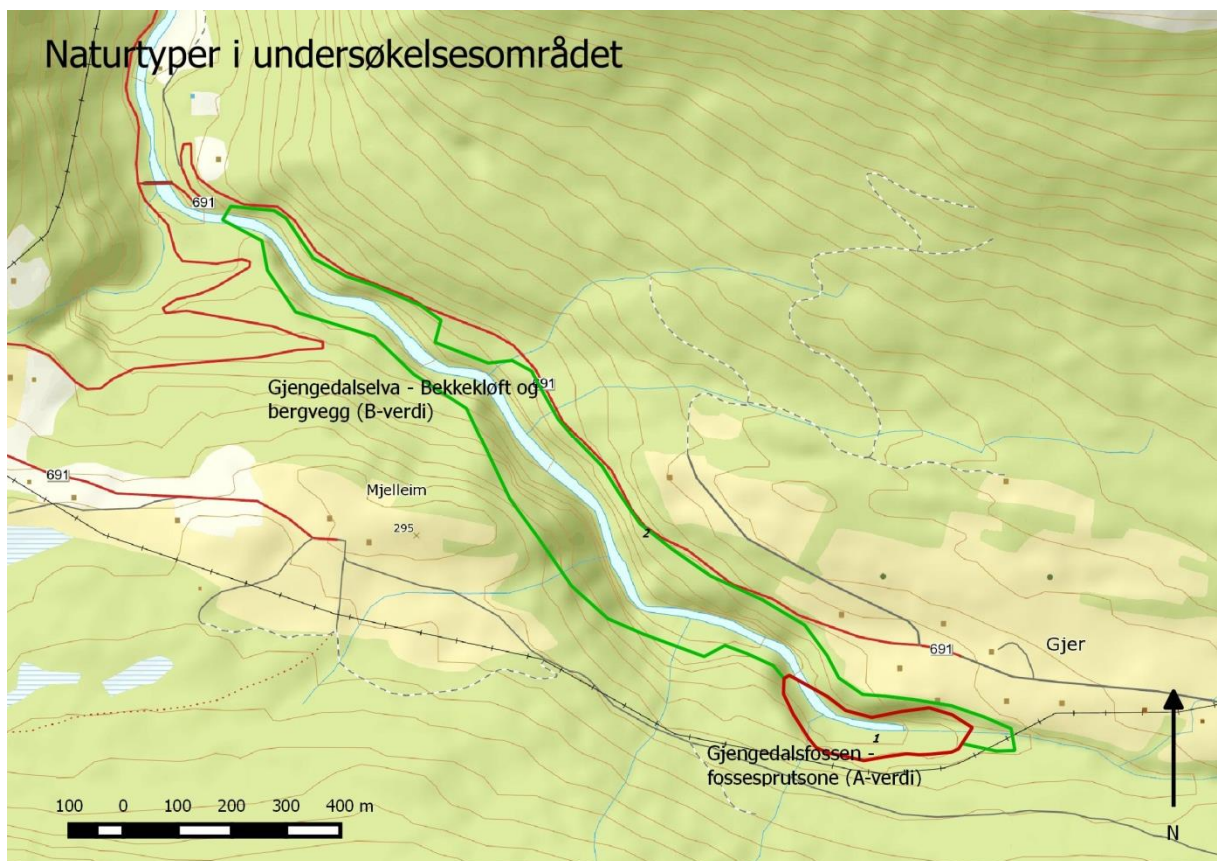 Naturtyper i undersøkelsesområdet
691
Gjengedalselva - Bekkekløft og
bergvegg (B-verdi)
691
691
Mjelleim
295
2
691
Gjer
1
Gjengedalsfossen -
fossesprutsone (A-verdi)
100 0 100 200 300 400 m
N